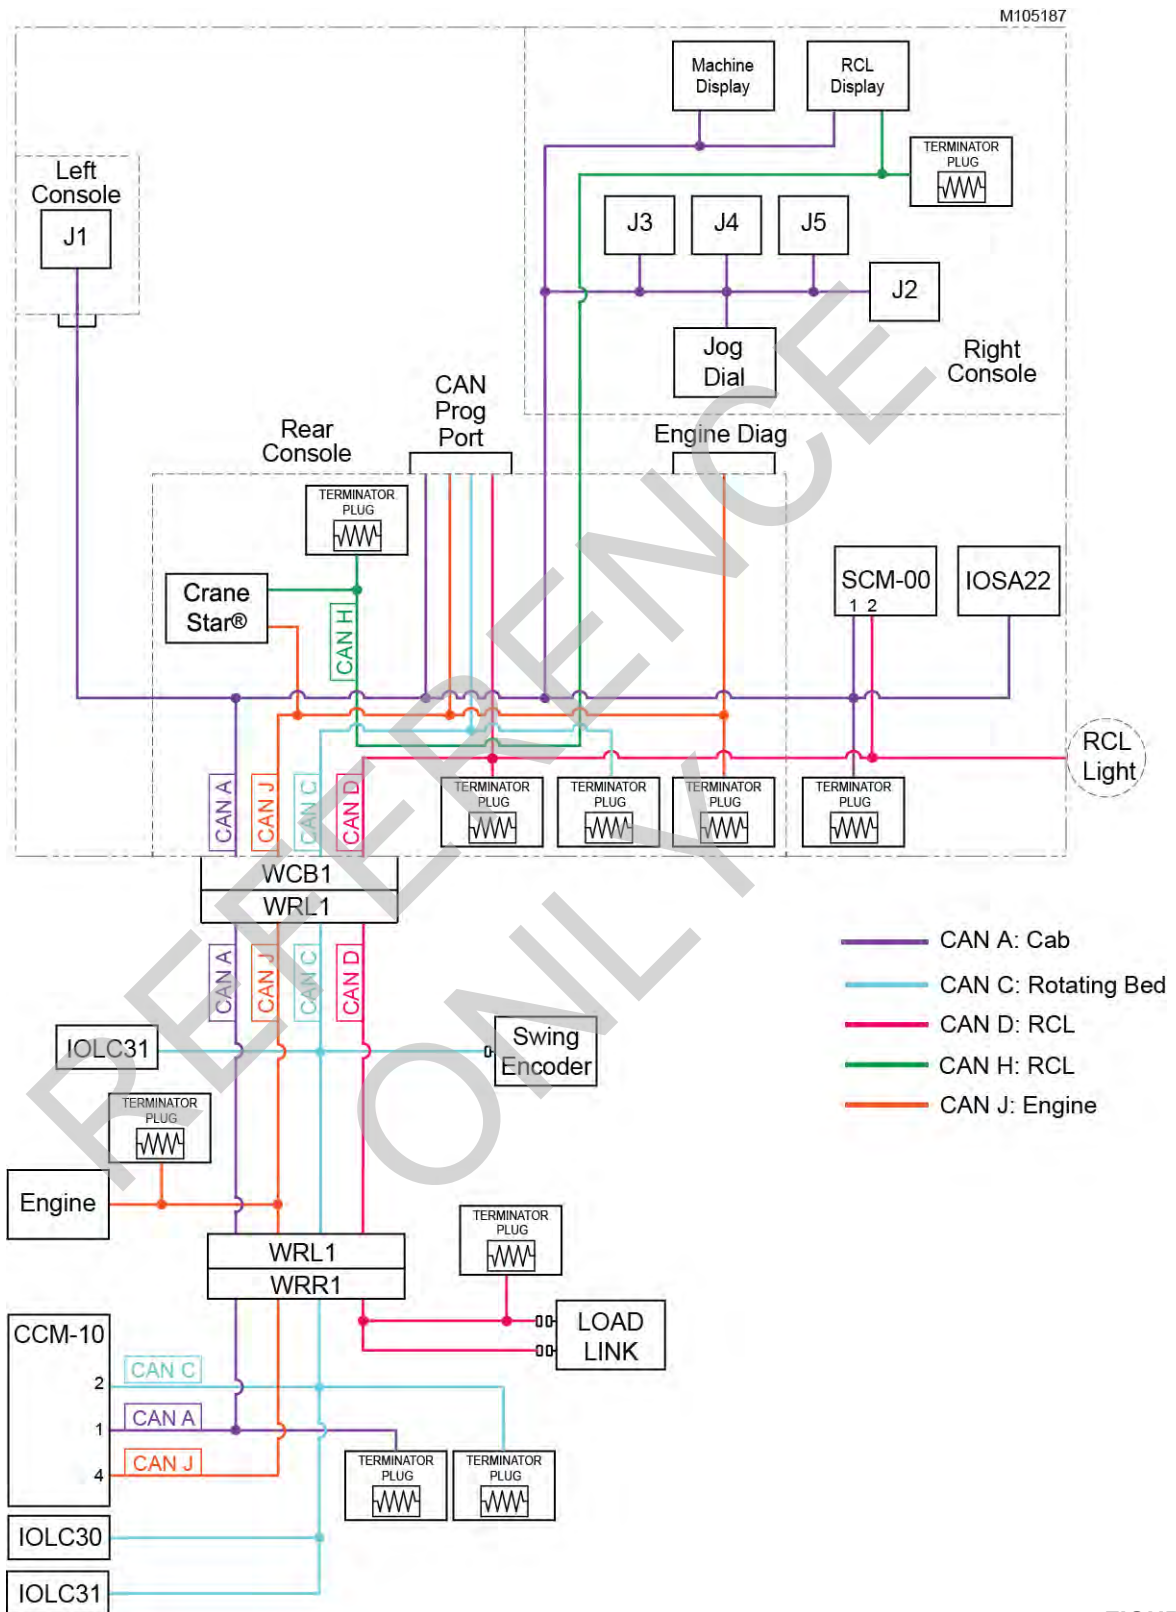 M105187
Machine
Display
RCL
Display
TERMINATOR
PLUG
Left
Console
J1
J3
J4
J5
J2
Jog
Dial
Right
Console
CAN
Prog
Port
Engine Diag
Rear
Console
TERMINATOR
PLUG
Crane
Star®
CAN H
SCM-00
1 2
IOSA22
RCL
Light
CAN A
CAN J
CAN C
CAN D
TERMINATOR
PLUG
TERMINATOR
PLUG
TERMINATOR
PLUG
TERMINATOR
PLUG
WCB1
WRL1
CAN A
CAN J
CAN C
CAN D
CAN A: Cab
CAN C: Rotating Bed
CAN D: RCL
CAN H: RCL
CAN J: Engine
IOLC31
Swing
Encoder
TERMINATOR
PLUG
Engine
WRL1
WRR1
TERMINATOR
PLUG
LOAD
LINK
CCM-10
2
CAN C
1
CAN A
4
CAN J
TERMINATOR
PLUG
TERMINATOR
PLUG
IOLC30
IOLC31
REFERENCE
ONLY